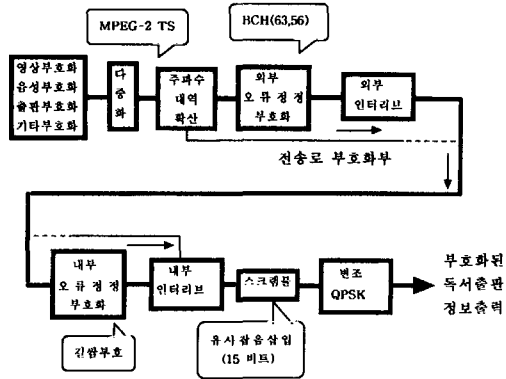 MPEG-2 TS
BCH(63,56)
영상부호화
음성부호화
출판부호화
기타부호화
다
중
화
주파수
대역
확산
외부
오류정정
부호화
외부
인터리브
전송로 부호화부
내부
오류정정
부호화
내부
인터리브
스크램블
변조
QPSK
부호화된
독서출판
정보출력
길쌈부호
유사잡음삽입
(15 비트)